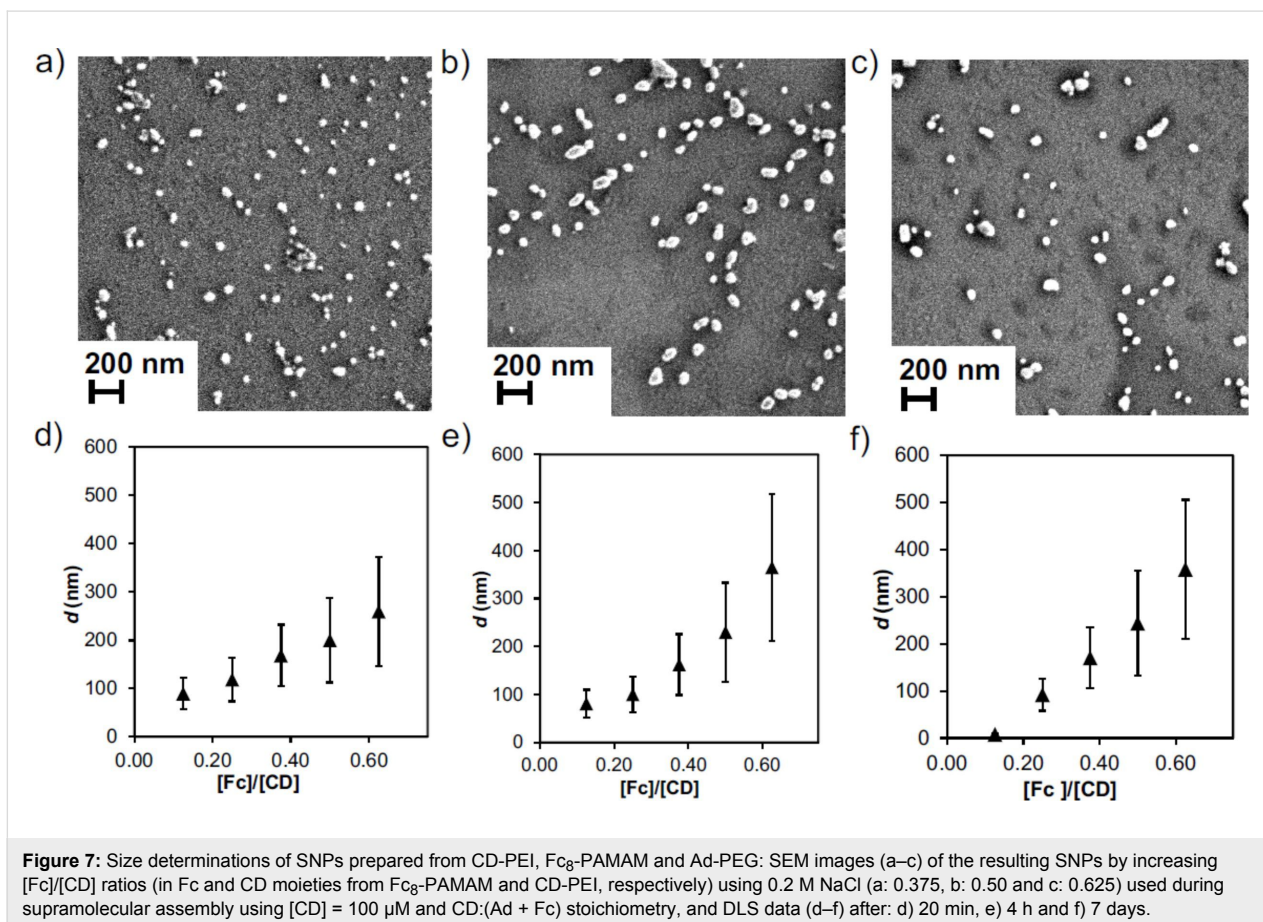 a)
b)
c)
200 nm
200 nm
200 nm
d)
e)
f)
600
500
400
300
200
100
0
d (nm)
0.00 0.20 0.40 0.60
[Fc]/[CD]
600
500
400
300
200
100
0
d (nm)
0.00 0.20 0.40 0.60
[Fc]/[CD]
600
500
400
300
200
100
0
d (nm)
0.00 0.20 0.40 0.60
[Fc ]/[CD]
Figure 7: Size determinations of SNPs prepared from CD-PEI, Fc₈-PAMAM and Ad-PEG: SEM images (a–c) of the resulting SNPs by increasing
[Fc]/[CD] ratios (in Fc and CD moieties from Fc₈-PAMAM and CD-PEI, respectively) using 0.2 M NaCl (a: 0.375, b: 0.50 and c: 0.625) used during
supramolecular assembly using [CD] = 100 µM and CD:(Ad + Fc) stoichiometry, and DLS data (d–f) after: d) 20 min, e) 4 h and f) 7 days.